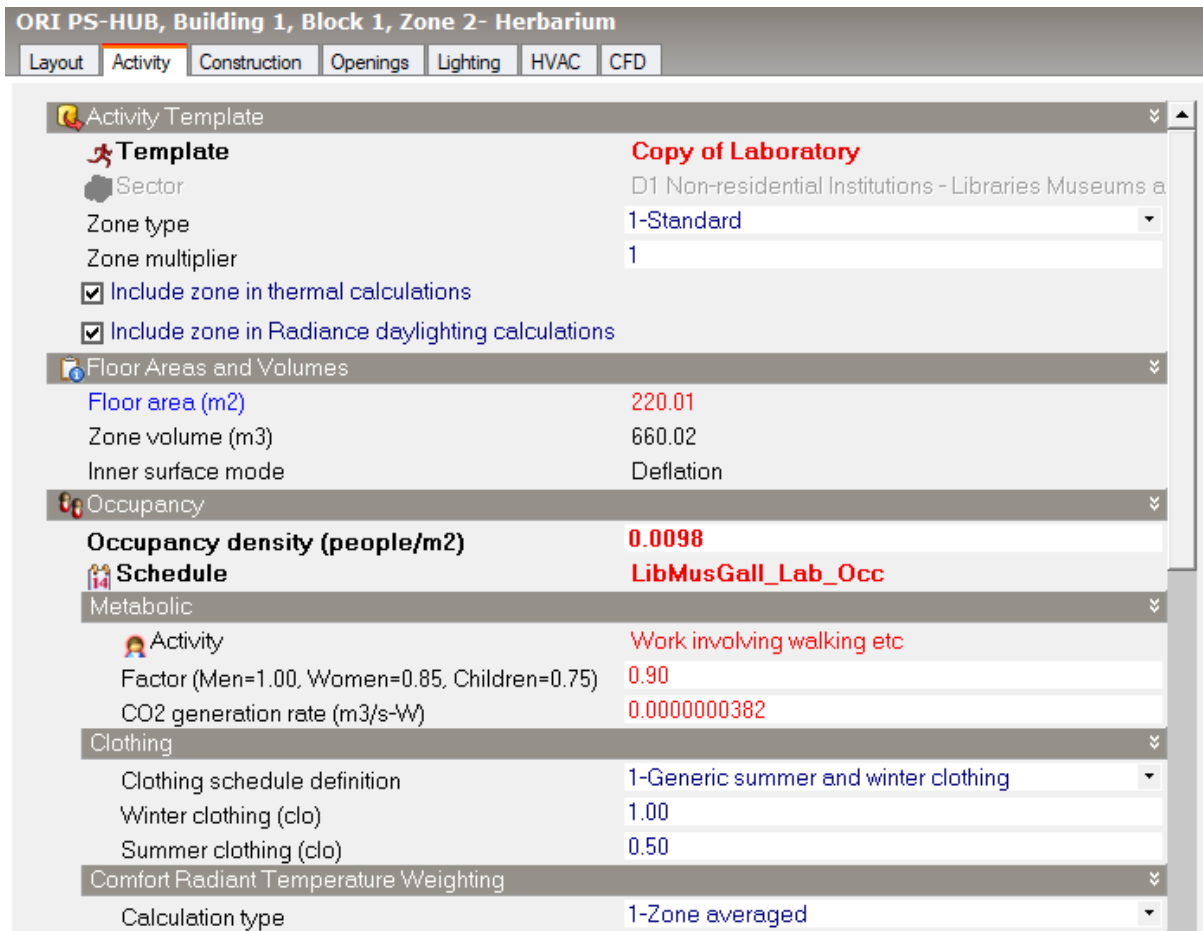 ORI PS-HUB, Building 1, Block 1, Zone 2- Herbarium
Layout Activity Construction Openings Lighting HVAC CFD
Activity Template
Template Copy of Laboratory
Sector D1 Non-residential Institutions - Libraries Museums a
Zone type 1-Standard
Zone multiplier 1
Include zone in thermal calculations
Include zone in Radiance daylighting calculations
Floor Areas and Volumes
Floor area (m2) 220.01
Zone volume (m3) 660.02
Inner surface mode Deflation
Occupancy
Occupancy density (people/m2) 0.0098
14 Schedule LibMusGall_Lab_Occ
Metabolic
Activity Work involving walking etc
Factor (Men=1.00, Women=0.85, Children=0.75) 0.90
CO2 generation rate (m3/s-W) 0.0000000382
Clothing
Clothing schedule definition 1-Generic summer and winter clothing
Winter clothing (clo) 1.00
Summer clothing (clo) 0.50
Comfort Radiant Temperature Weighting
Calculation type 1-Zone averaged